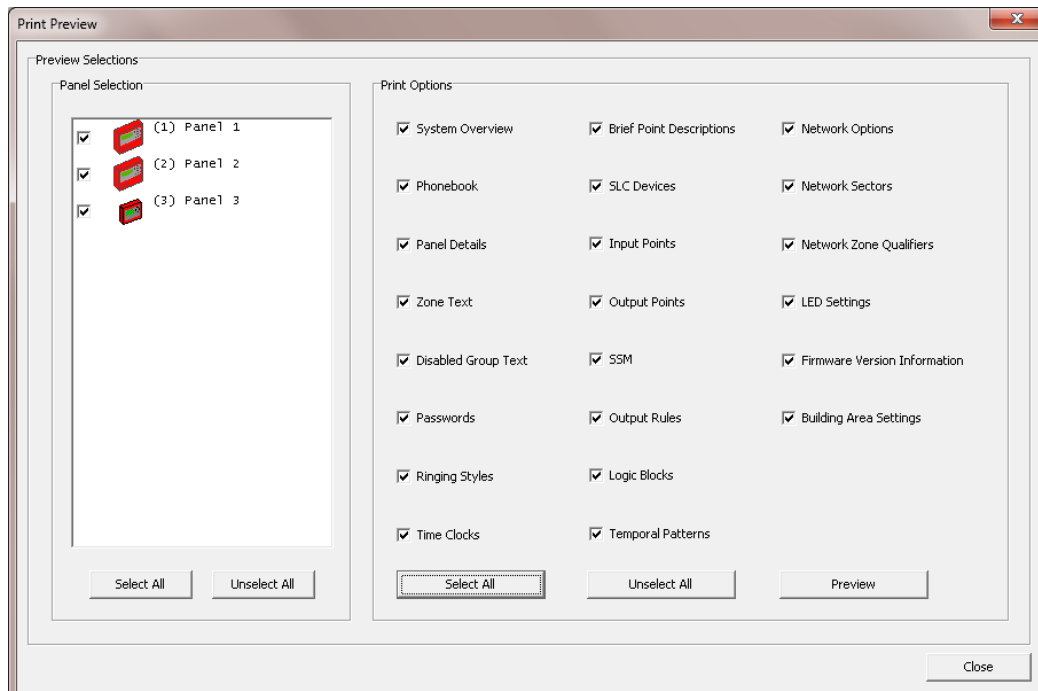 Print Preview
Preview Selections
Panel Selection
(1) Panel 1
(2) Panel 2
(3) Panel 3
Select All
Unselect All
Print Options
System Overview
Brief Point Descriptions
Network Options
Phonebook
SLC Devices
Network Sectors
Panel Details
Input Points
Network Zone Qualifiers
Zone Text
Output Points
LED Settings
Disabled Group Text
SSM
Firmware Version Information
Passwords
Output Rules
Building Area Settings
Ringing Styles
Logic Blocks
Time Clocks
Temporal Patterns
Select All
Unselect All
Preview
Close